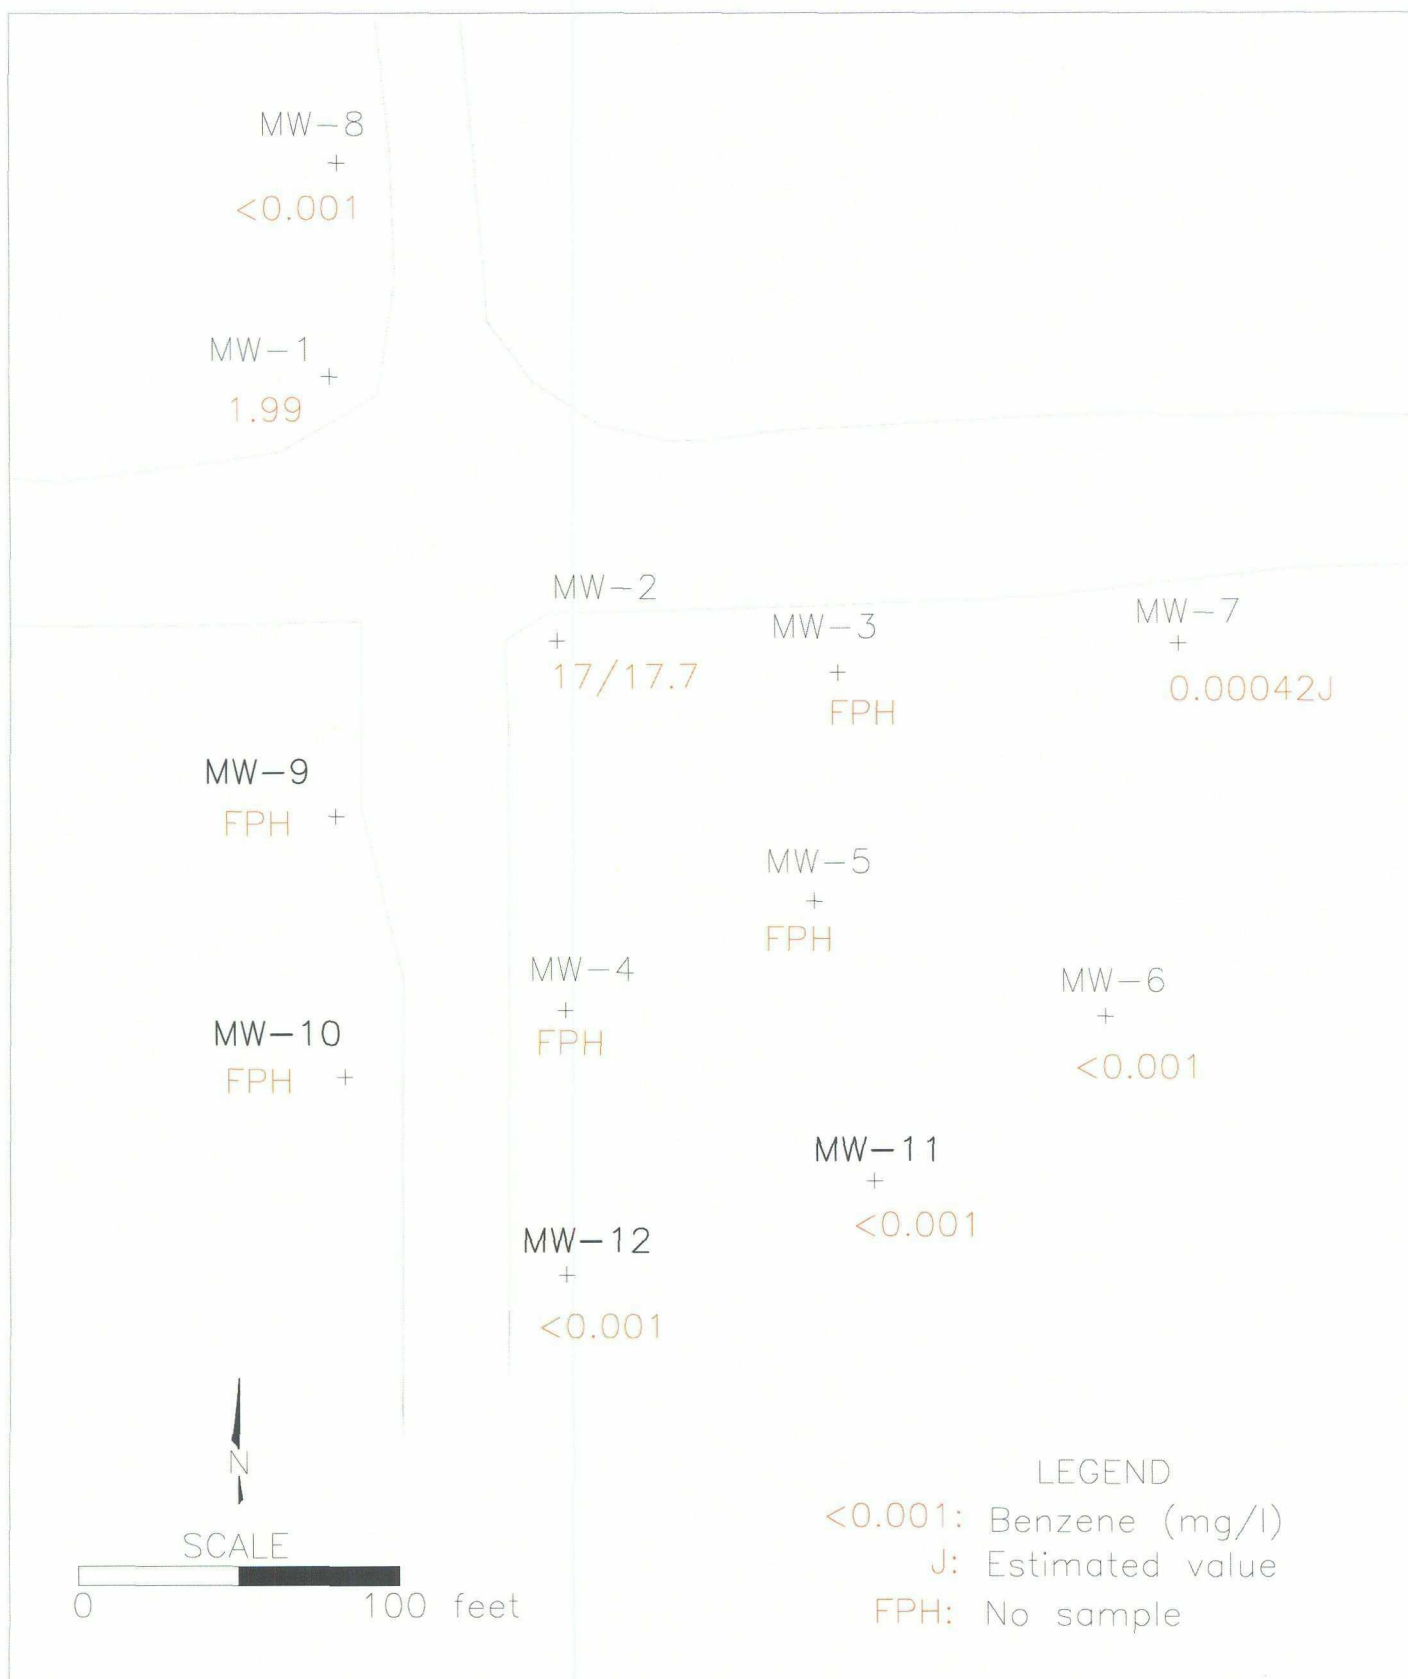 MW-8
<0.001
MW-1
1.99
MW-2
17/17.7
MW-3
FPH
MW-7
0.00042J
MW-9
FPH
MW-5
FPH
MW-4
FPH
MW-6
<0.001
MW-10
FPH
MW-11
<0.001
MW-12
<0.001
N
SCALE
0 100 feet
LEGEND
<0.001: Benzene (mg/l)
J: Estimated value
FPH: No sample